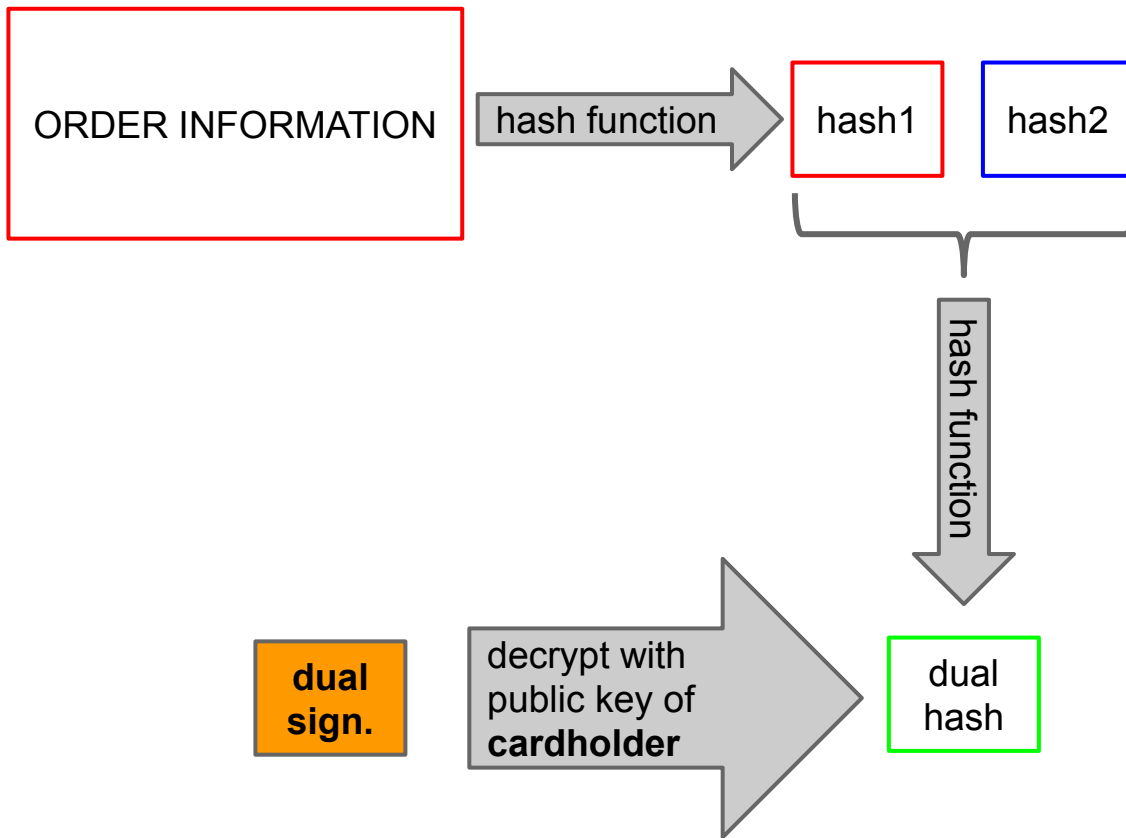 ORDER INFORMATION
hash function
hash1
hash2
hash function
dual
sign.
decrypt with
public key of
cardholder
dual
hash